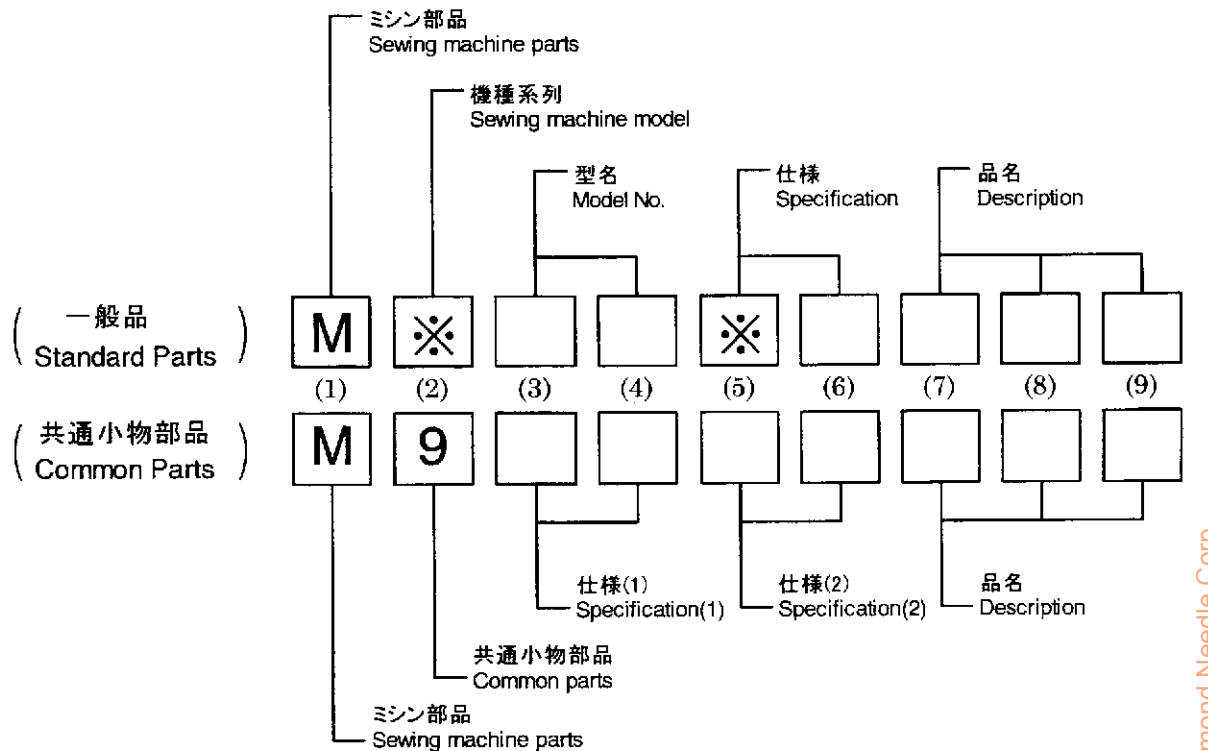 ミシン部品
Sewing machine parts
機種系列
Sewing machine model
型名
Model No.
仕様
Specification
品名
Description
(一般品)
(Standard Parts)
M ※ ※
(1) (2) (3) (4) (5) (6) (7) (8) (9)
(共通小物部品)
(Common Parts)
M 9
仕様(1)
Specification(1)
仕様(2)
Specification(2)
品名
Description
共通小物部品
Common parts
ミシン部品
Sewing machine parts
mond Needle Corp